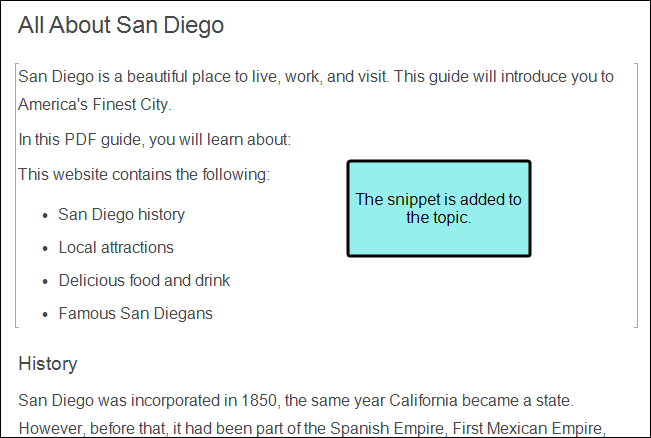 All About San Diego
San Diego is a beautiful place to live, work, and visit. This guide will introduce you to
America's Finest City.
In this PDF guide, you will learn about:
This website contains the following:
The snippet is added to
the topic.
• San Diego history
• Local attractions
• Delicious food and drink
• Famous San Diegans
History
San Diego was incorporated in 1850, the same year California became a state.
However, before that, it had been part of the Spanish Empire, First Mexican Empire,